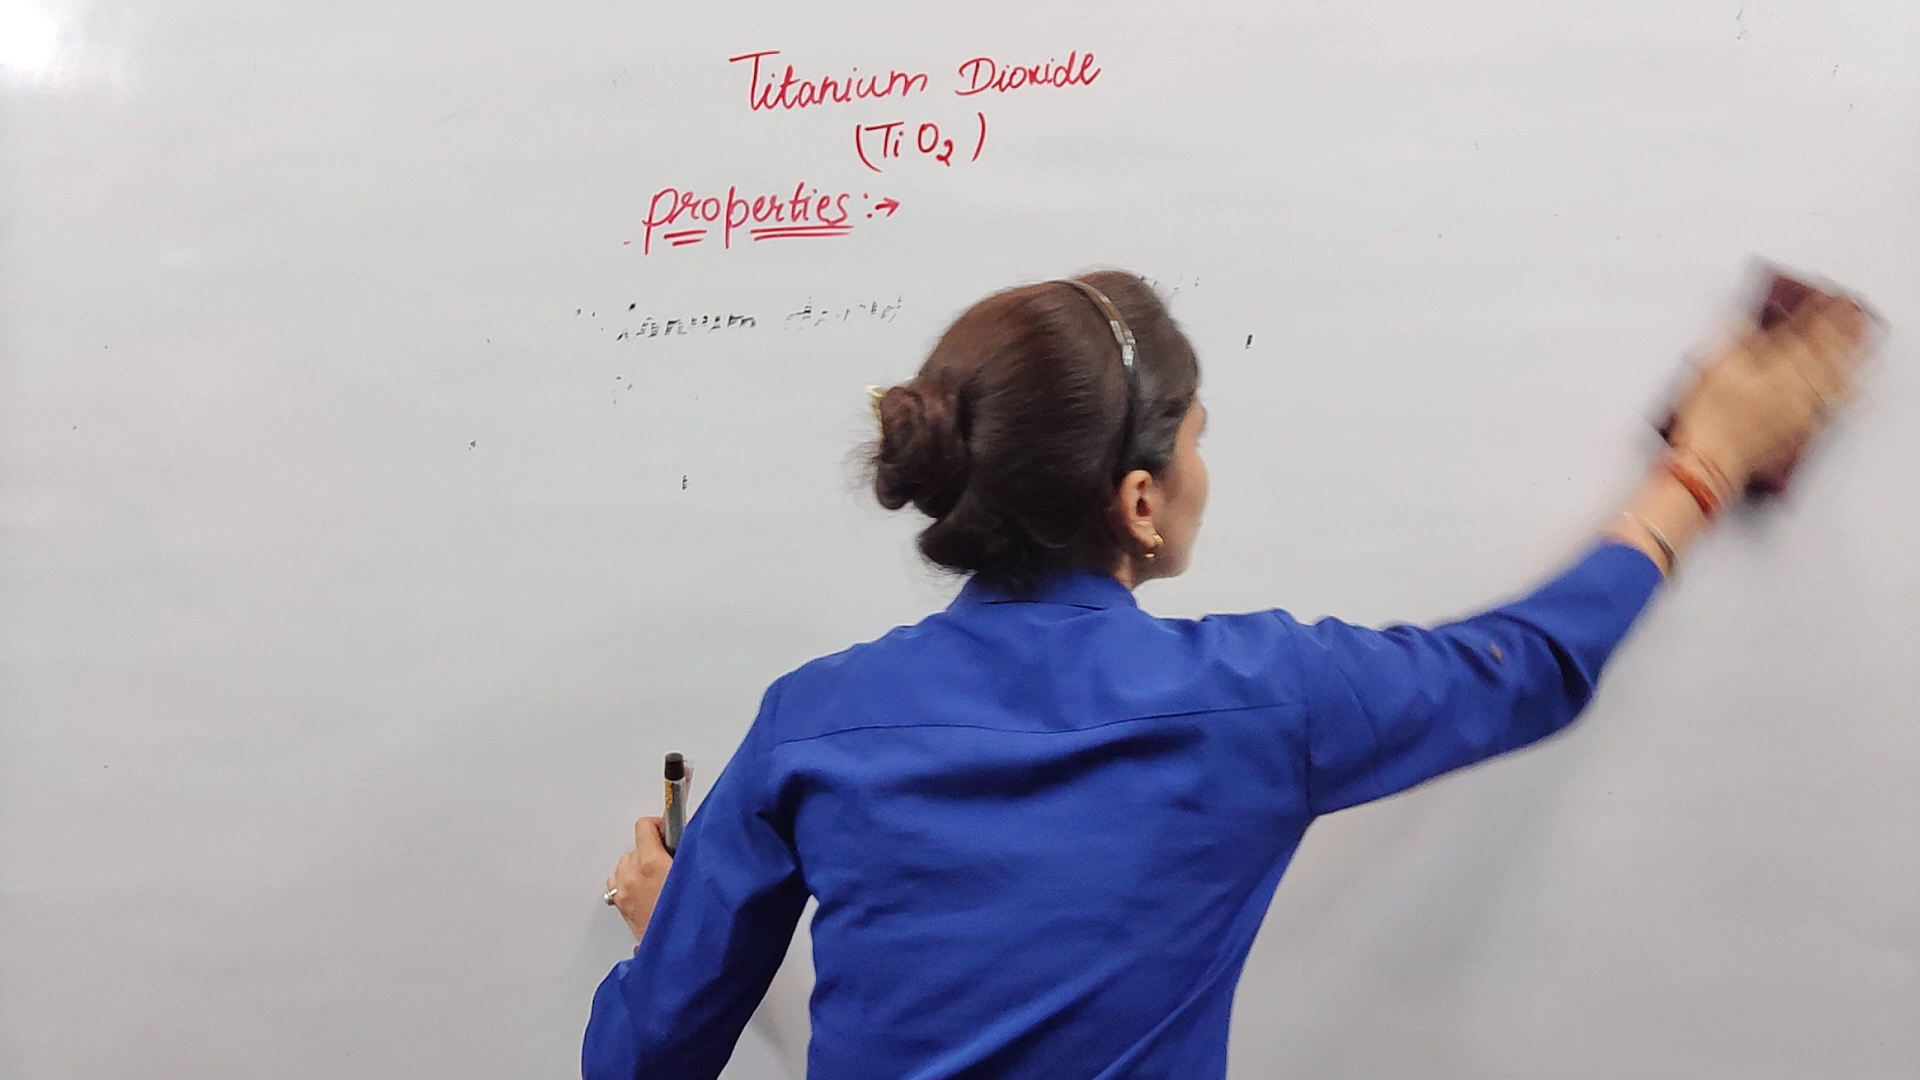 Titanium Dioxide
(TiO2)
Properties :→